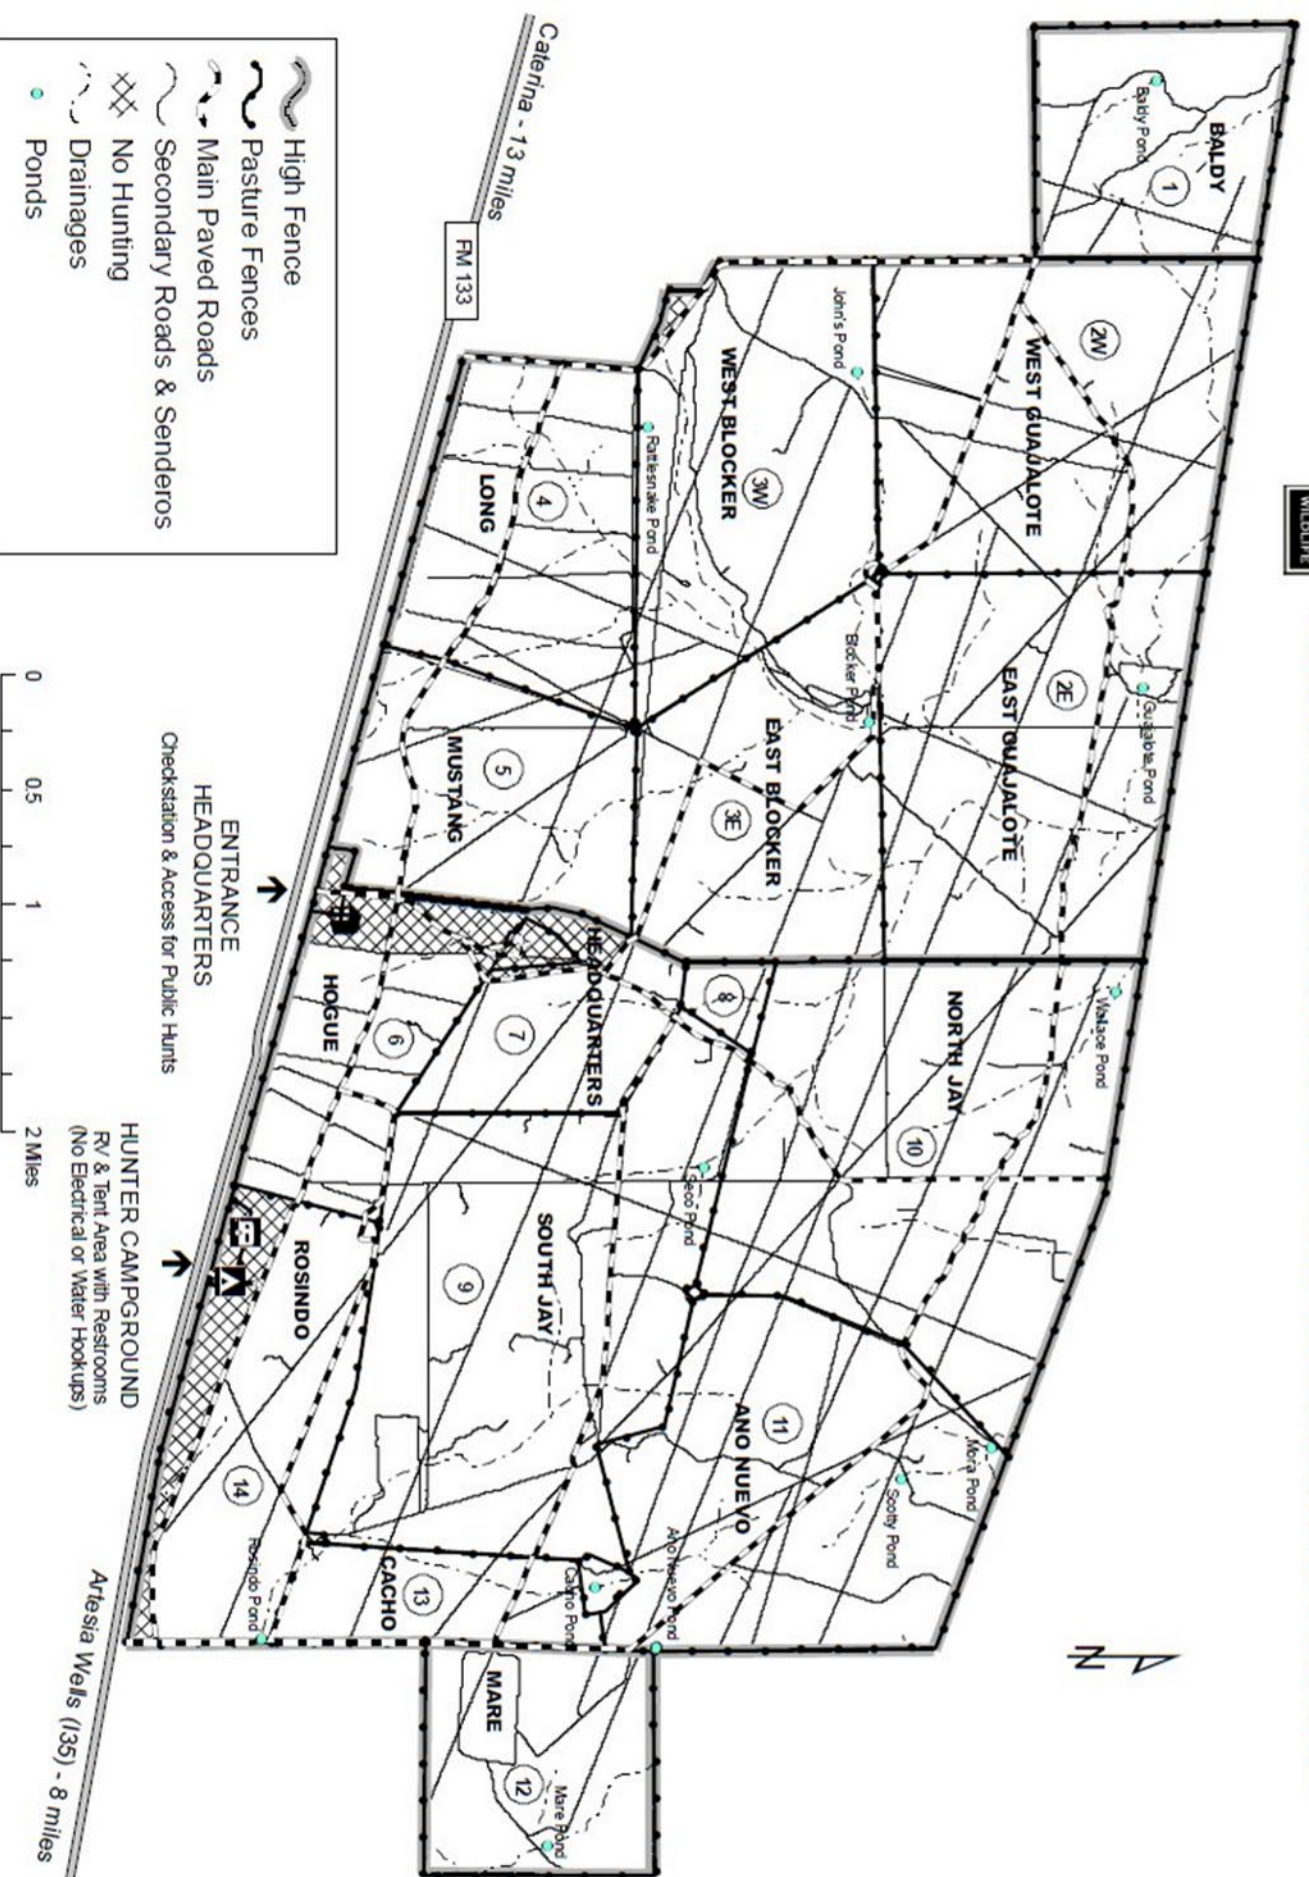 WILDLIFE
BALDY
1
Baldy Pond
2W
WEST GUAJALOTE
John's Pond
WEST BLOCKER
3W
Rattlesnake Pond
LONG
4
Caterina - 13 miles
FM 133
2E
EAST GUAJALOTE
Guajalote Pond
Blocker Pond
EAST BLOCKER
3E
MUSTANG
5
Wallace Pond
NORTH JAY
10
8
HEADQUARTERS
7
HOGUE
6
Seco Pond
SOUTH JAY
9
ROSINDO
14
Rosindo Pond
ANO NUEVO
11
Mora Pond
Scotty Pond
Ano Nuevo Pond
Cacho Pond
CACHO
13
MARE
12
Mare Pond
N
ENTRANCE
HEADQUARTERS
Checkstation & Access for Public Hunts
HUNTER CAMPGROUND
RV & Tent Area with Restrooms
(No Electrical or Water Hookups)
Artesia Wells (I35) - 8 miles
High Fence
Pasture Fences
Main Paved Roads
Secondary Roads & Senderos
No Hunting
Drainages
Ponds
0 0.5 1 2 Miles